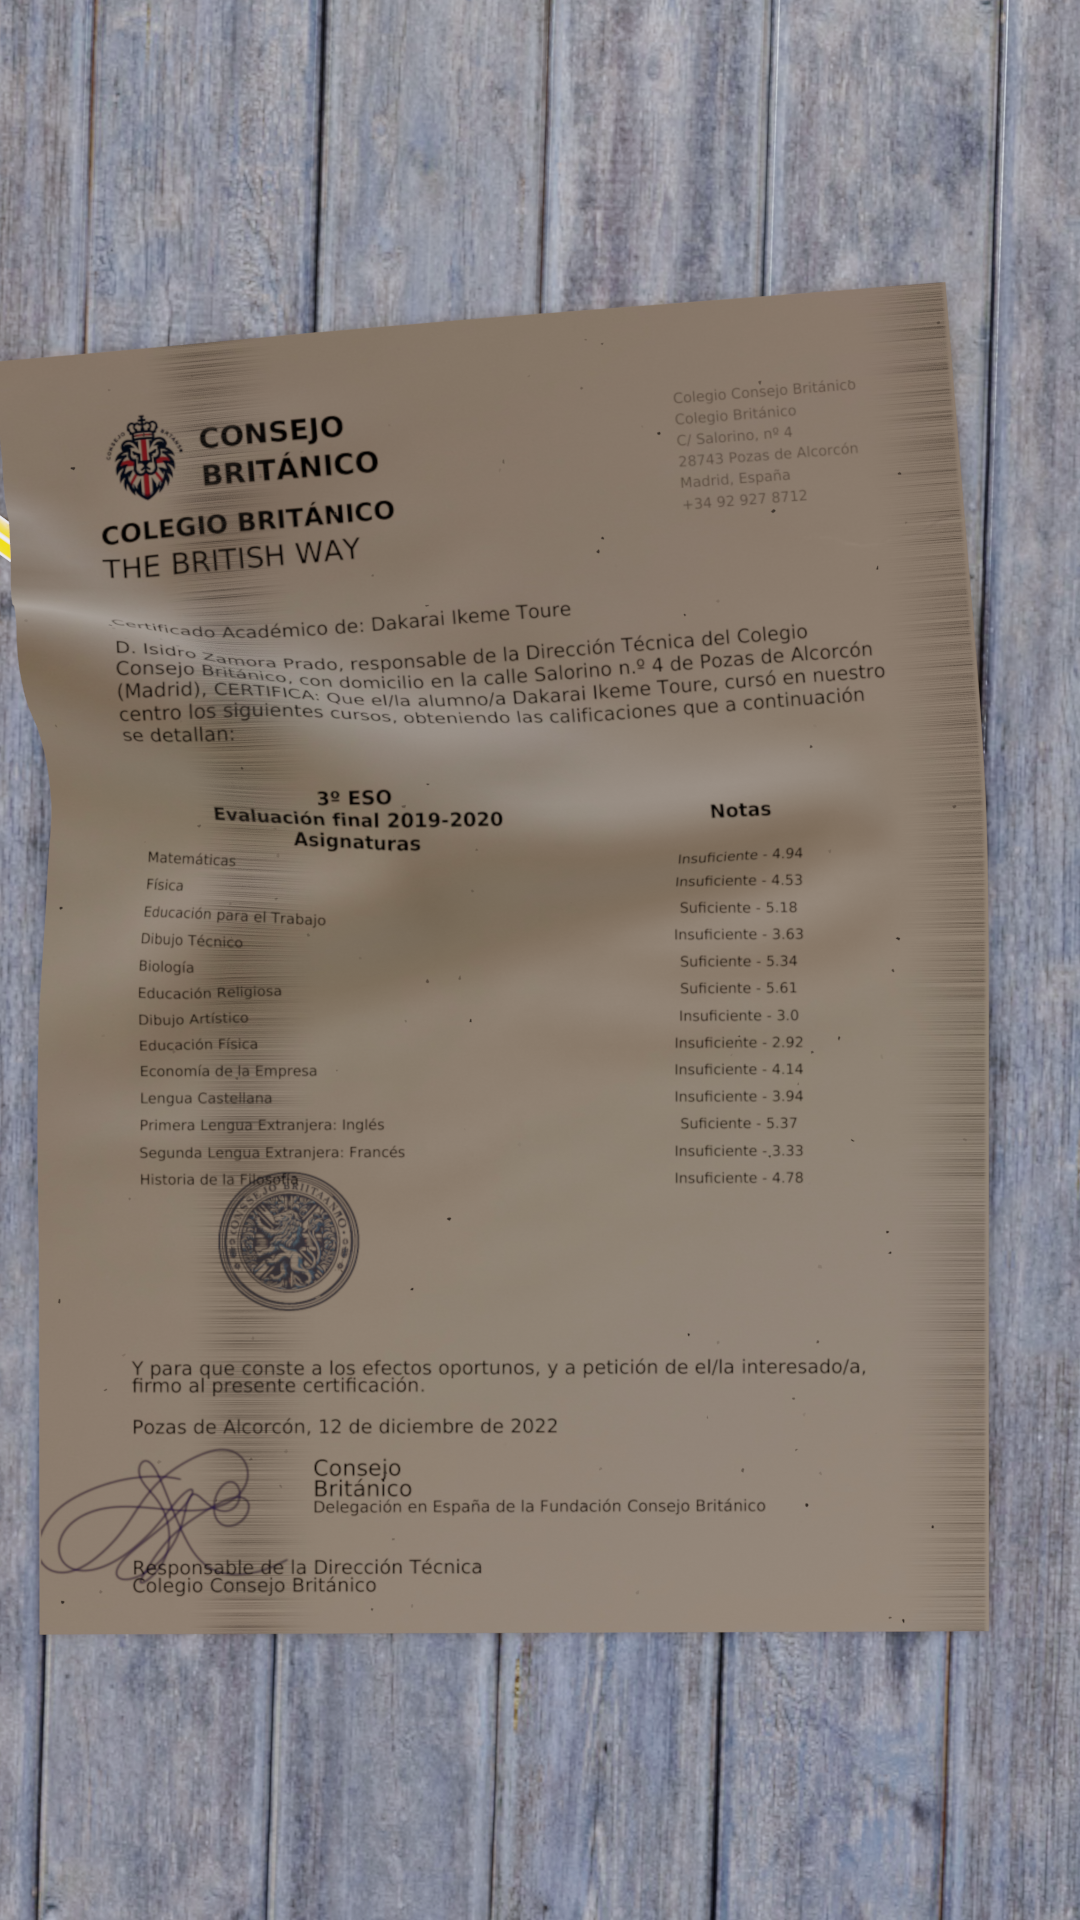 CONSEJO
BRITÁNICO
COLEGIO BRITÁNICO
THE BRITISH WAY
Colegio Consejo Británico
Colegio Británico
C/ Salorino, nº 4
28743 Pozas de Alcorcón
Madrid, España
+34 92 927 8712
Certificado Académico de: Dakarai Ikeme Toure
D. Isidro Zamora Prado, responsable de la Dirección Técnica del Colegio
Consejo Británico, con domicilio en la calle Salorino n.º 4 de Pozas de Alcorcón
(Madrid), CERTIFICA: Que el/la alumno/a Dakarai Ikeme Toure, cursó en nuestro
centro los siguientes cursos, obteniendo las calificaciones que a continuación
se detallan:
3º ESO
Evaluación final 2019-2020
Asignaturas Notas
Matemáticas Insuficiente - 4.94
Física Insuficiente - 4.53
Educación para el Trabajo Suficiente - 5.18
Dibujo Técnico Insuficiente - 3.63
Biología Suficiente - 5.34
Educación Religiosa Suficiente - 5.61
Dibujo Artístico Insuficiente - 3.0
Educación Física Insuficiente - 2.92
Economía de la Empresa Insuficiente - 4.14
Lengua Castellana Insuficiente - 3.94
Primera Lengua Extranjera: Inglés Suficiente - 5.37
Segunda Lengua Extranjera: Francés Insuficiente - 3.33
Historia de la Filosofía Insuficiente - 4.78
Y para que conste a los efectos oportunos, y a petición de el/la interesado/a,
firmo al presente certificación.
Pozas de Alcorcón, 12 de diciembre de 2022
Consejo
Británico
Delegación en España de la Fundación Consejo Británico
Responsable de la Dirección Técnica
Colegio Consejo Británico